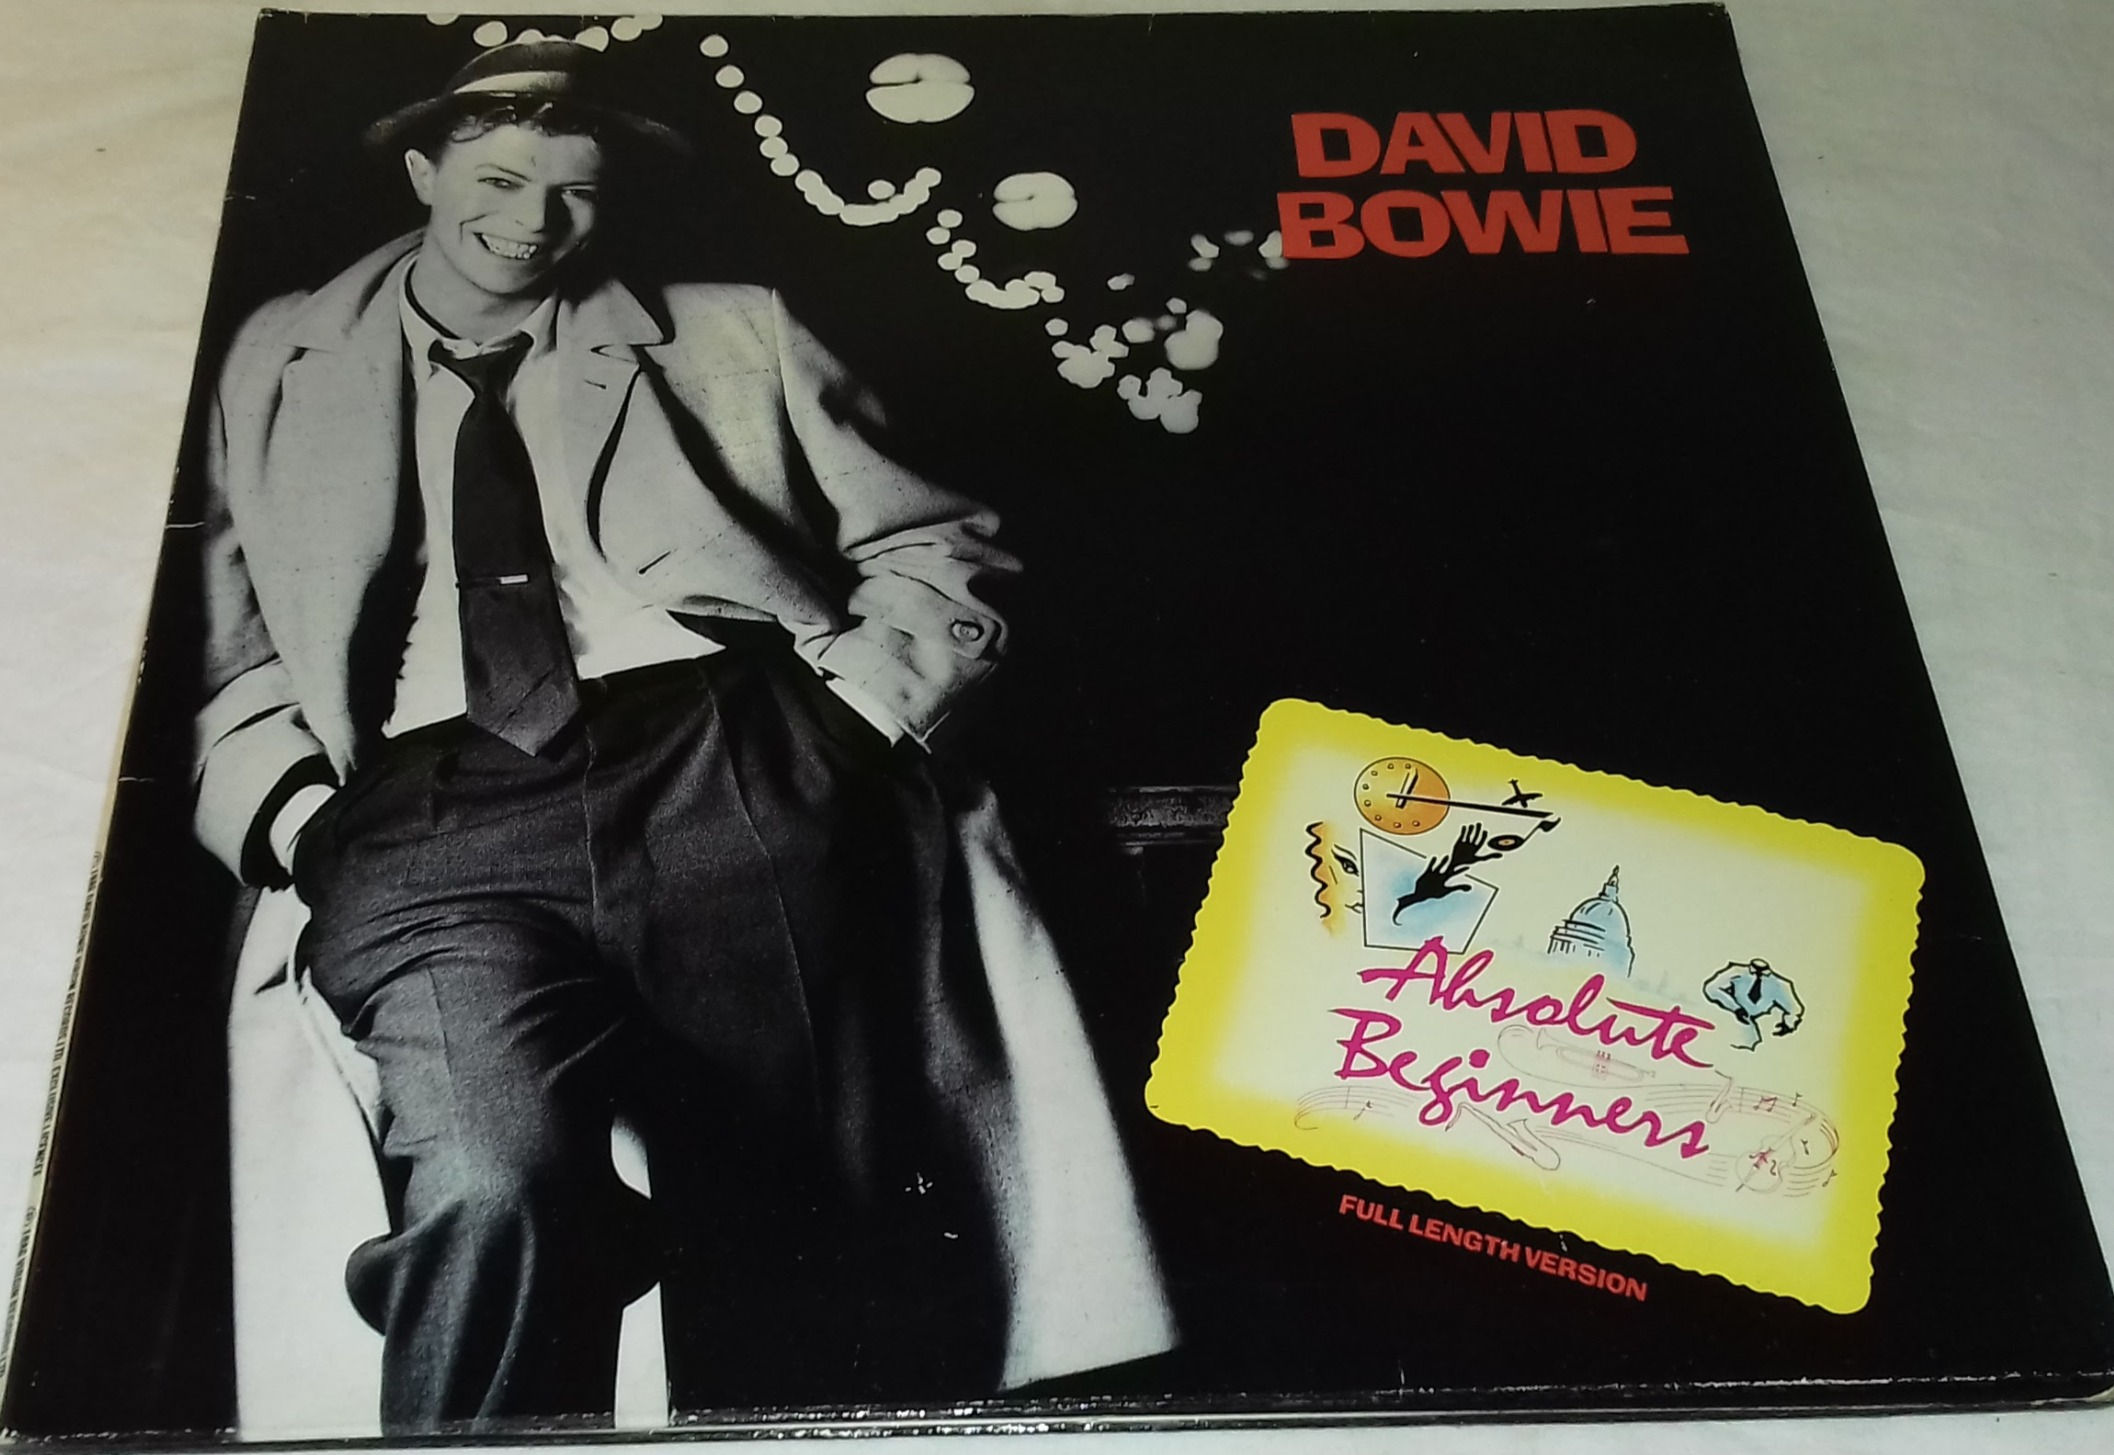 DAVID
BOWIE
Absolute
Beginners
FULL LENGTH VERSION